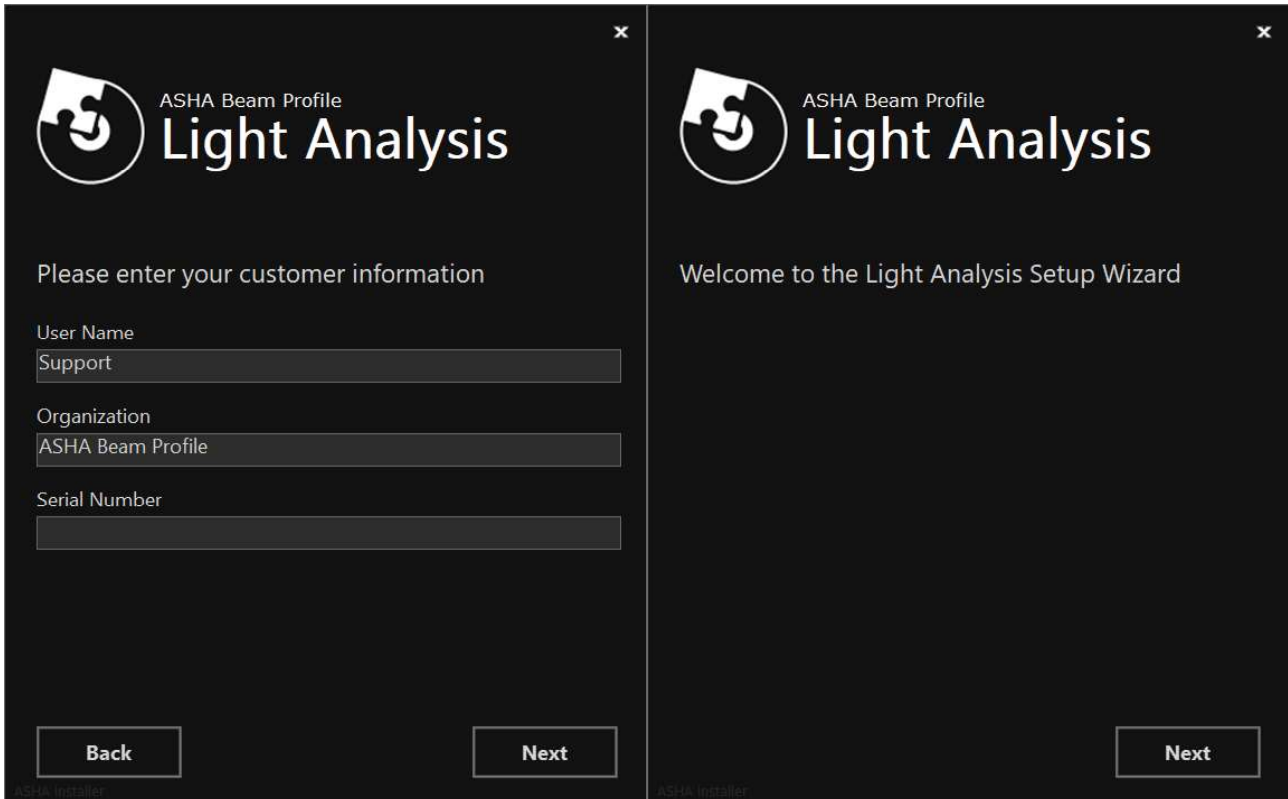 ASHA Beam Profile
Light Analysis
Please enter your customer information
User Name
Support
Organization
ASHA Beam Profile
Serial Number
Back
Next
ASHA Installer
ASHA Beam Profile
Light Analysis
Welcome to the Light Analysis Setup Wizard
Next
ASHA Installer